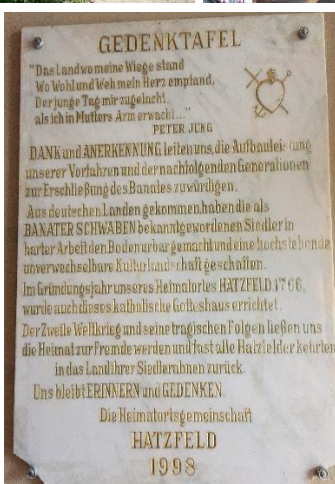 GEDENKTAFEL
"Das Land wo meine Wiege stand
Wo Wohl und Weh mein Herz empfand,
Der junge Tag mir zugelacht
als ich in Mutters Arm erwacht..."
PETER JUNG
DANK und ANERKENNUNG leiten uns, die Aufbauleistung
unserer Vorfahren und der nachfolgenden Generationen
zur Erschließung des Banates zu würdigen.
Aus deutschen Landen gekommen, haben die als
BANATER SCHWABEN bekanntgewordenen Siedler in
harter Arbeit den Boden urbar gemacht und eine hochstehende
unverwechselbare Kulturlandschaft geschaffen.
Im Gründungsjahr unseres Heimatortes HATZFELD 1766,
wurde auch dieses katholische Gotteshaus errichtet.
Der Zweite Weltkrieg und seine tragischen Folgen ließen uns
die Heimat zur Fremde werden und fast alle Hatzfelder kehrten
in das Land ihrer Siedlerahnen zurück.
Uns bleibt ERINNERN und GEDENKEN.
Die Heimatortsgemeinschaft
HATZFELD
1998